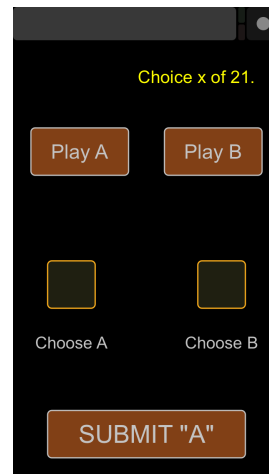 Choice x of 21.
Play A Play B
Choose A Choose B
SUBMIT "A"